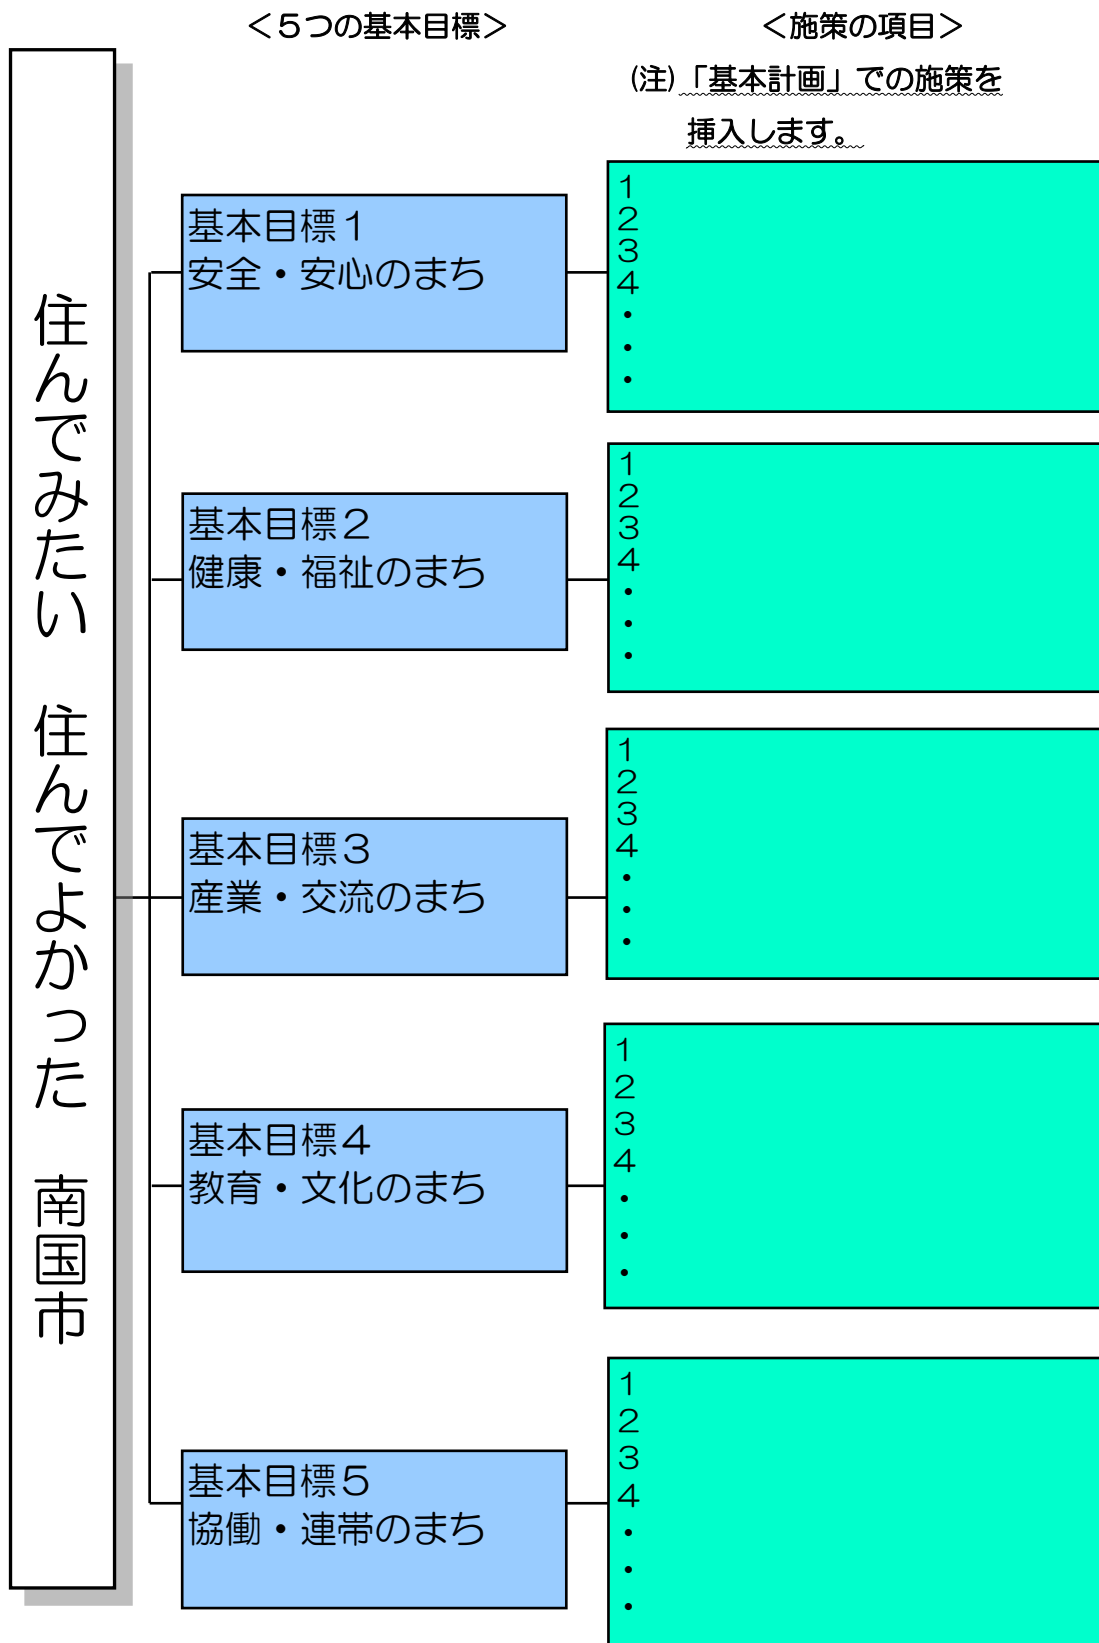 ＜５つの基本目標＞
＜施策の項目＞
(注)「基本計画」での施策を
挿入します。
住んでみたい　住んでよかった　南国市
基本目標１
安全・安心のまち
１
２
３
４
・
・
・
基本目標２
健康・福祉のまち
１
２
３
４
・
・
・
基本目標３
産業・交流のまち
１
２
３
４
・
・
・
基本目標４
教育・文化のまち
１
２
３
４
・
・
・
基本目標５
協働・連帯のまち
１
２
３
４
・
・
・